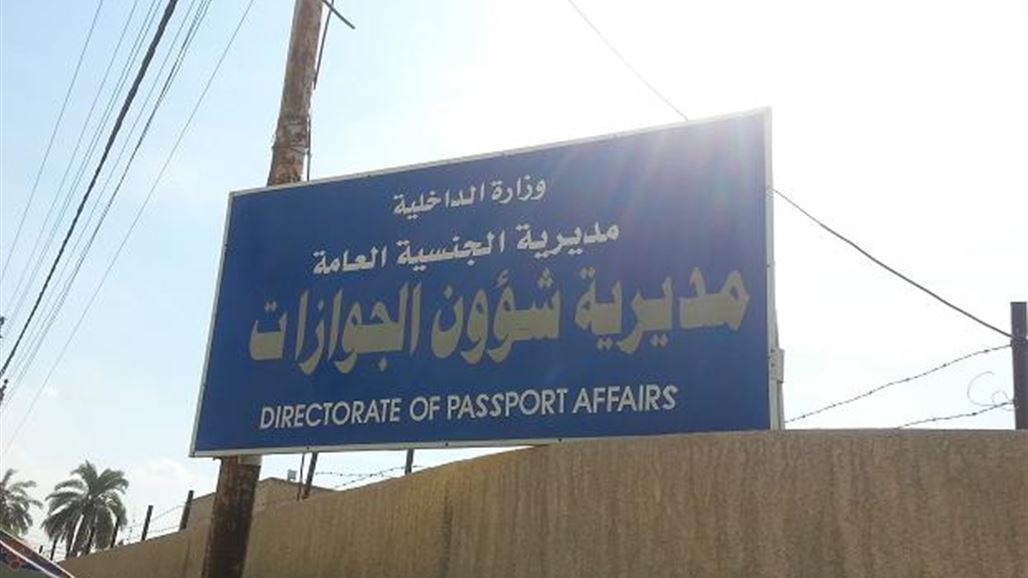 وزارة الداخلية
مديرية الجنسية العامة
مديرية شؤون الجوازات
DIRECTORATE OF PASSPORT AFFAIRS